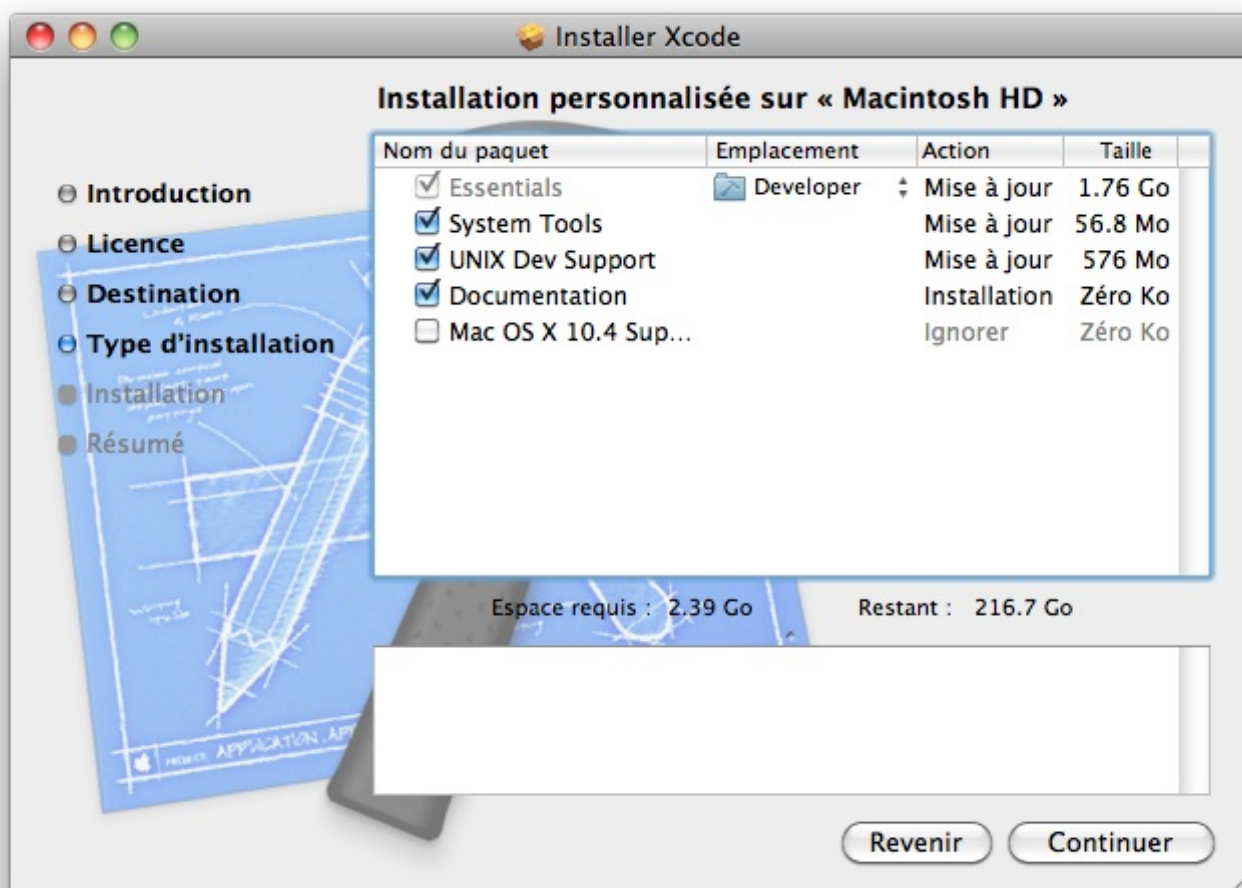 Installer Xcode
Installation personnalisée sur « Macintosh HD »
Nom du paquet Emplacement Action Taille
Essentials Developer Mise à jour 1.76 Go
System Tools Mise à jour 56.8 Mo
UNIX Dev Support Mise à jour 576 Mo
Documentation Installation Zéro Ko
Mac OS X 10.4 Sup... Ignorer Zéro Ko
Introduction
Licence
Destination
Type d'installation
Installation
Résumé
Espace requis : 2.39 Go Restant : 216.7 Go
PROJECT: APPLICATION.AP
Revenir Continuer